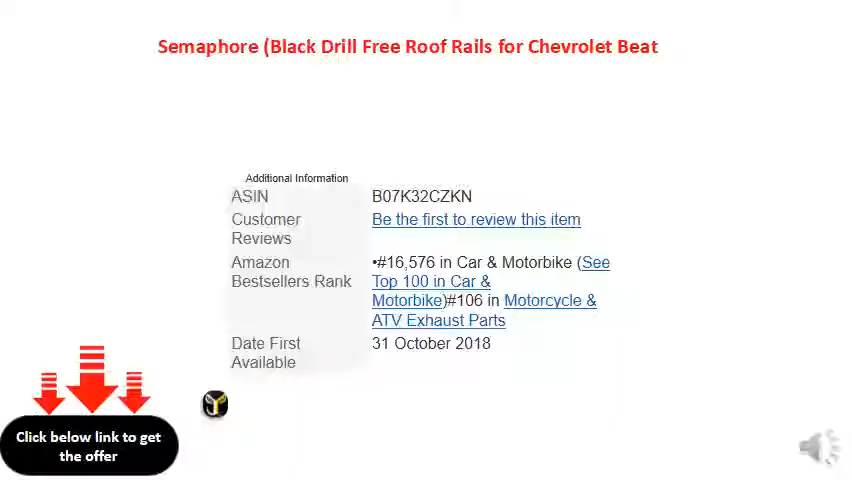 Semaphore (Black Drill Free Roof Rails for Chevrolet Beat
Additional Information
ASIN B07K32CZKN
Customer Be the first to review this item
Reviews
Amazon •#16,576 in Car & Motorbike (See
Bestsellers Rank Top 100 in Car &
Motorbike)#106 in Motorcycle &
ATV Exhaust Parts
Date First 31 October 2018
Available
Click below link to get
the offer